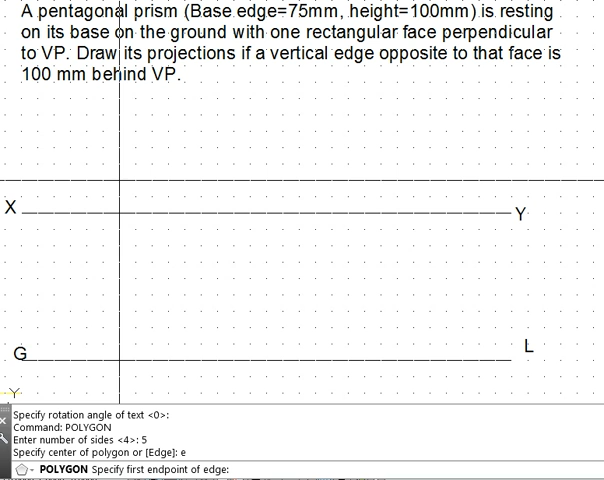 A pentagonal prism (Base edge=75mm, height=100mm) is resting
on its base on the ground with one rectangular face perpendicular
to VP. Draw its projections if a vertical edge opposite to that face is
100 mm behind VP.
X
Y
G
L
Y
Specify rotation angle of text <0>:
Command: POLYGON
Enter number of sides <4>: 5
Specify center of polygon or [Edge]: e
POLYGON Specify first endpoint of edge: